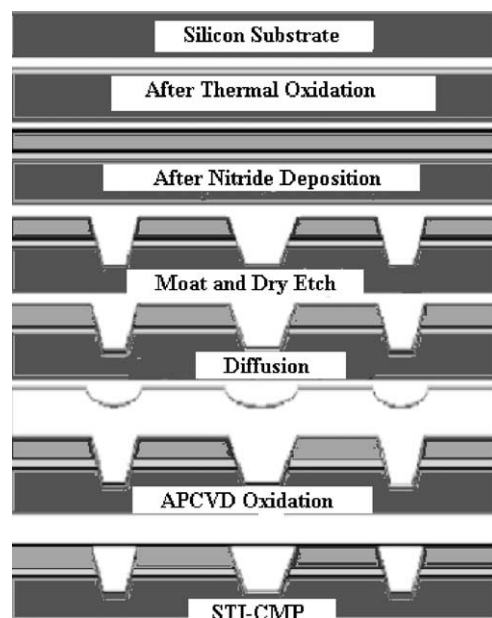 Silicon Substrate
After Thermal Oxidation
After Nitride Deposition
Moat and Dry Etch
Diffusion
APCVD Oxidation
STI-CMP